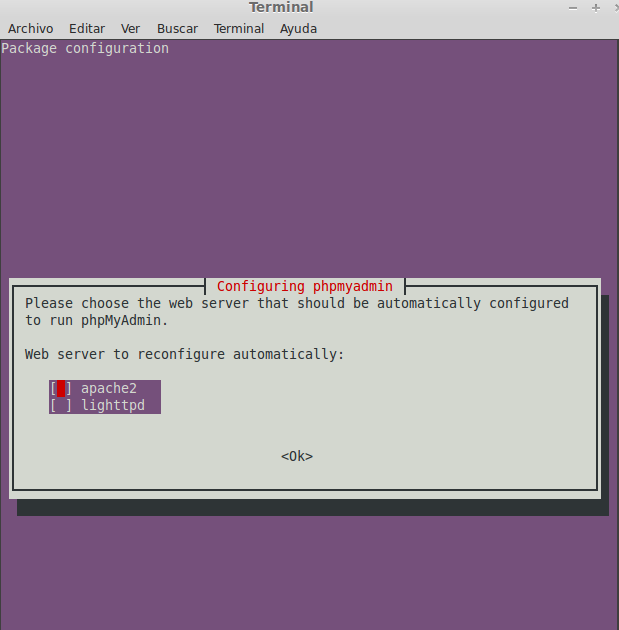 Terminal
Archivo Editar Ver Buscar Terminal Ayuda
Package configuration
Configuring phpmyadmin
Please choose the web server that should be automatically configured
to run phpMyAdmin.
Web server to reconfigure automatically:
[ ] apache2
[ ] lighttpd
<Ok>